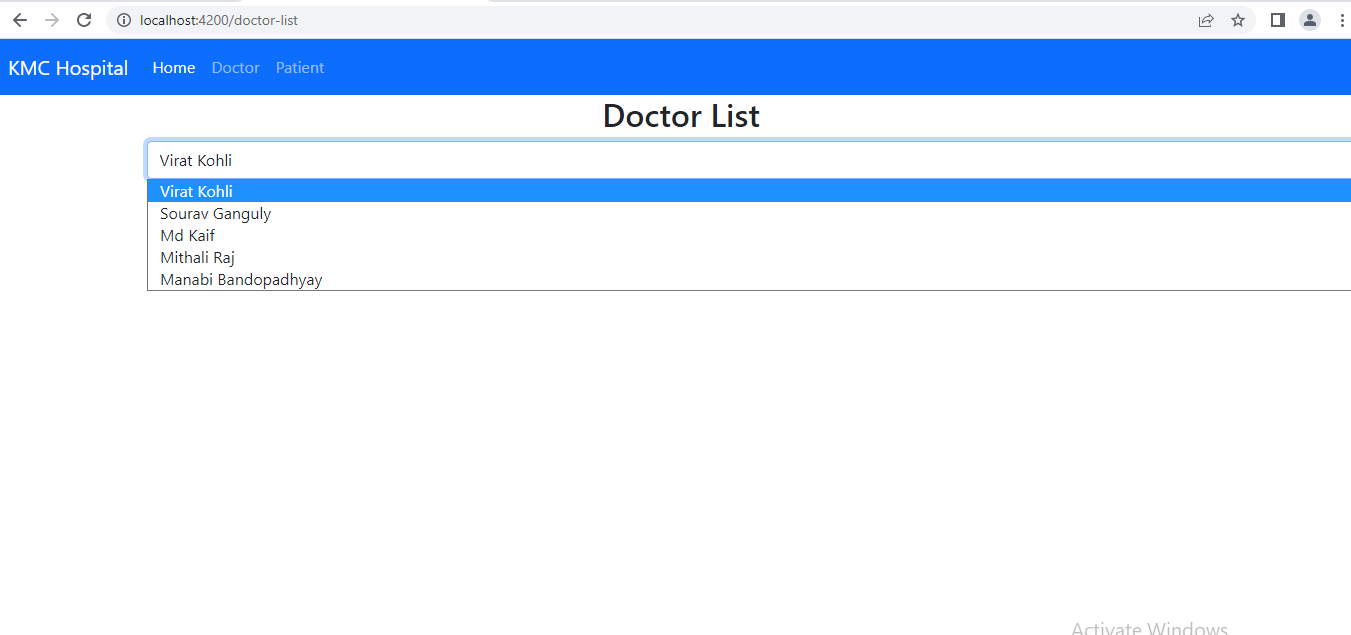 localhost:4200/doctor-list
KMC Hospital Home Doctor Patient
Doctor List
Virat Kohli
Virat Kohli
Sourav Ganguly
Md Kaif
Mithali Raj
Manabi Bandopadhyay
Activate Windows